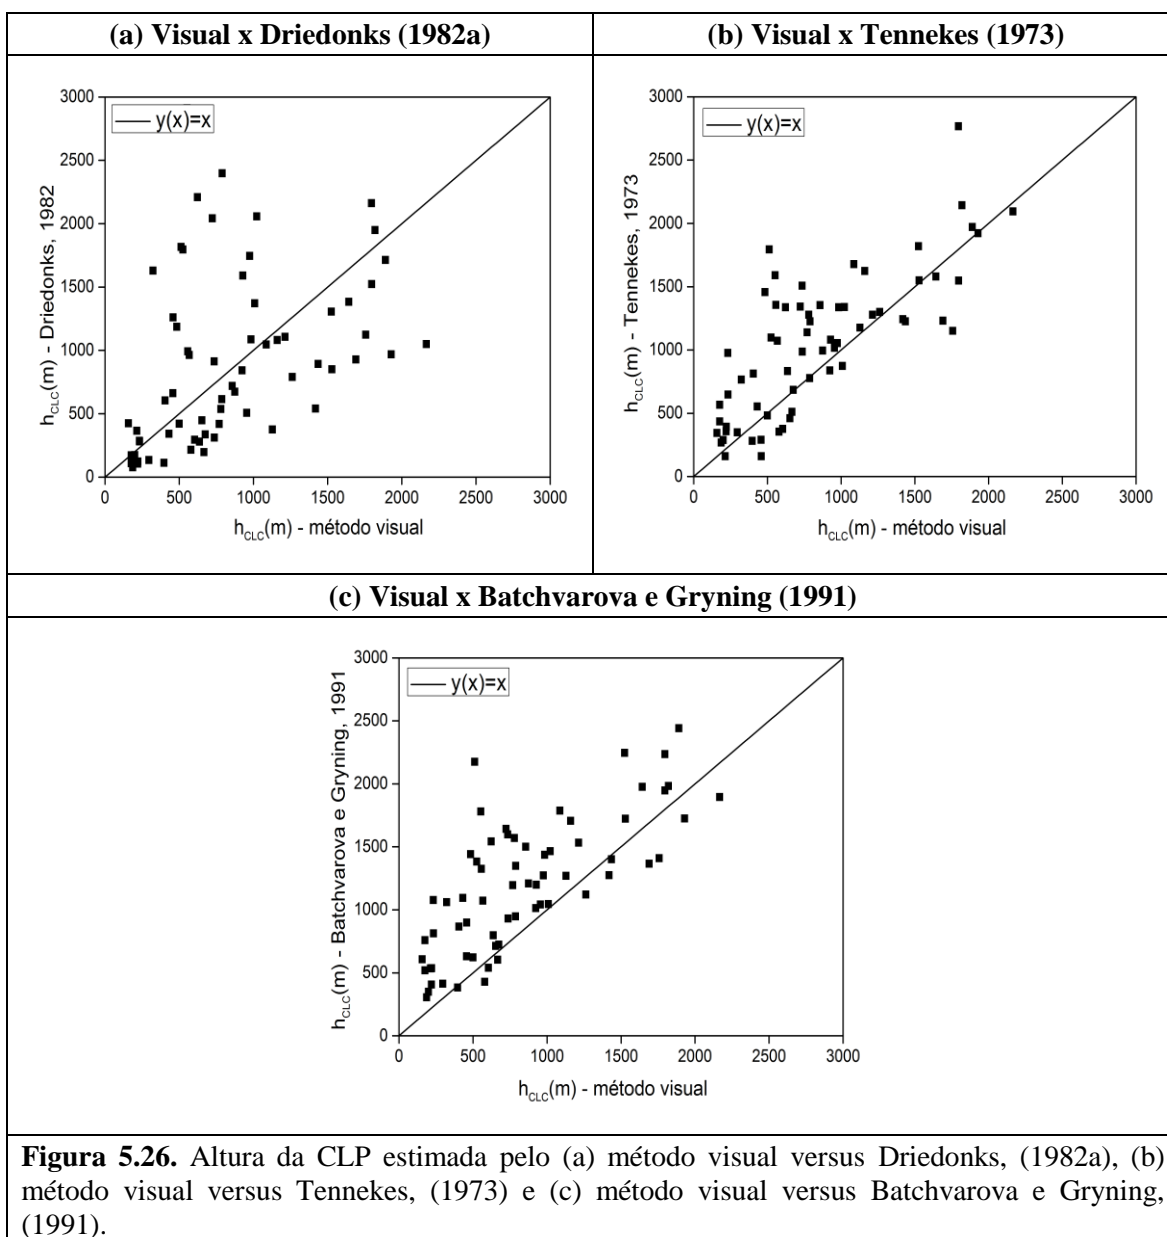 (a) Visual x Driedonks (1982a)
(b) Visual x Tennekes (1973)
3000
2500
2000
1500
1000
500
0
y(x)=x
h_CLC(m) - Driedonks, 1982
0 500 1000 1500 2000 2500 3000
h_CLC(m) - método visual
3000
2500
2000
1500
1000
500
0
y(x)=x
h_CLC(m) - Tennekes, 1973
0 500 1000 1500 2000 2500 3000
h_CLC(m) - método visual
(c) Visual x Batchvarova e Gryning (1991)
3000
2500
2000
1500
1000
500
0
y(x)=x
h_CLC(m) - Batchvarova e Gryning, 1991
0 500 1000 1500 2000 2500 3000
h_CLC(m) - método visual
Figura 5.26. Altura da CLP estimada pelo (a) método visual versus Driedonks, (1982a), (b)
método visual versus Tennekes, (1973) e (c) método visual versus Batchvarova e Gryning,
(1991).